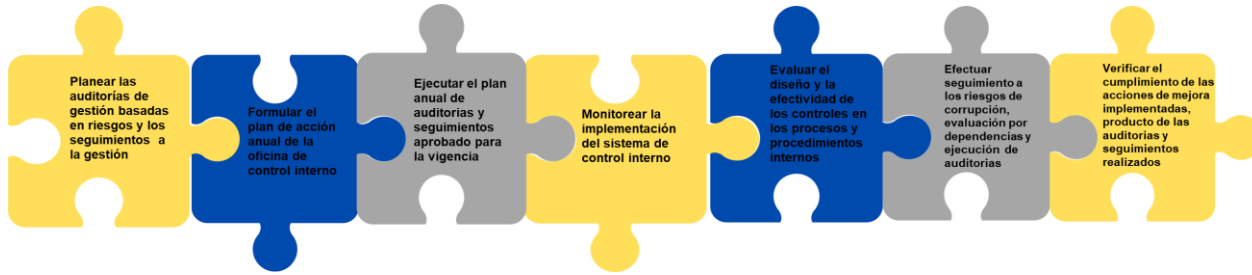 Planear las
auditorías de
gestión basadas
en riesgos y los
seguimientos a
la gestión
Formular el
plan de acción
anual de la
oficina de
control interno
Ejecutar el plan
anual de
auditorias y
seguimientos
aprobado para
la vigencia
Monitorear la
implementación
del sistema de
control interno
Evaluar el
diseño y la
efectividad de
los controles en
los procesos y
procedimientos
internos
Efectuar
seguimiento a
los riesgos de
corrupción,
evaluación por
dependencias y
ejecución de
auditorias
Verificar el
cumplimiento de las
acciones de mejora
implementadas,
producto de las
auditorias y
seguimientos
realizados